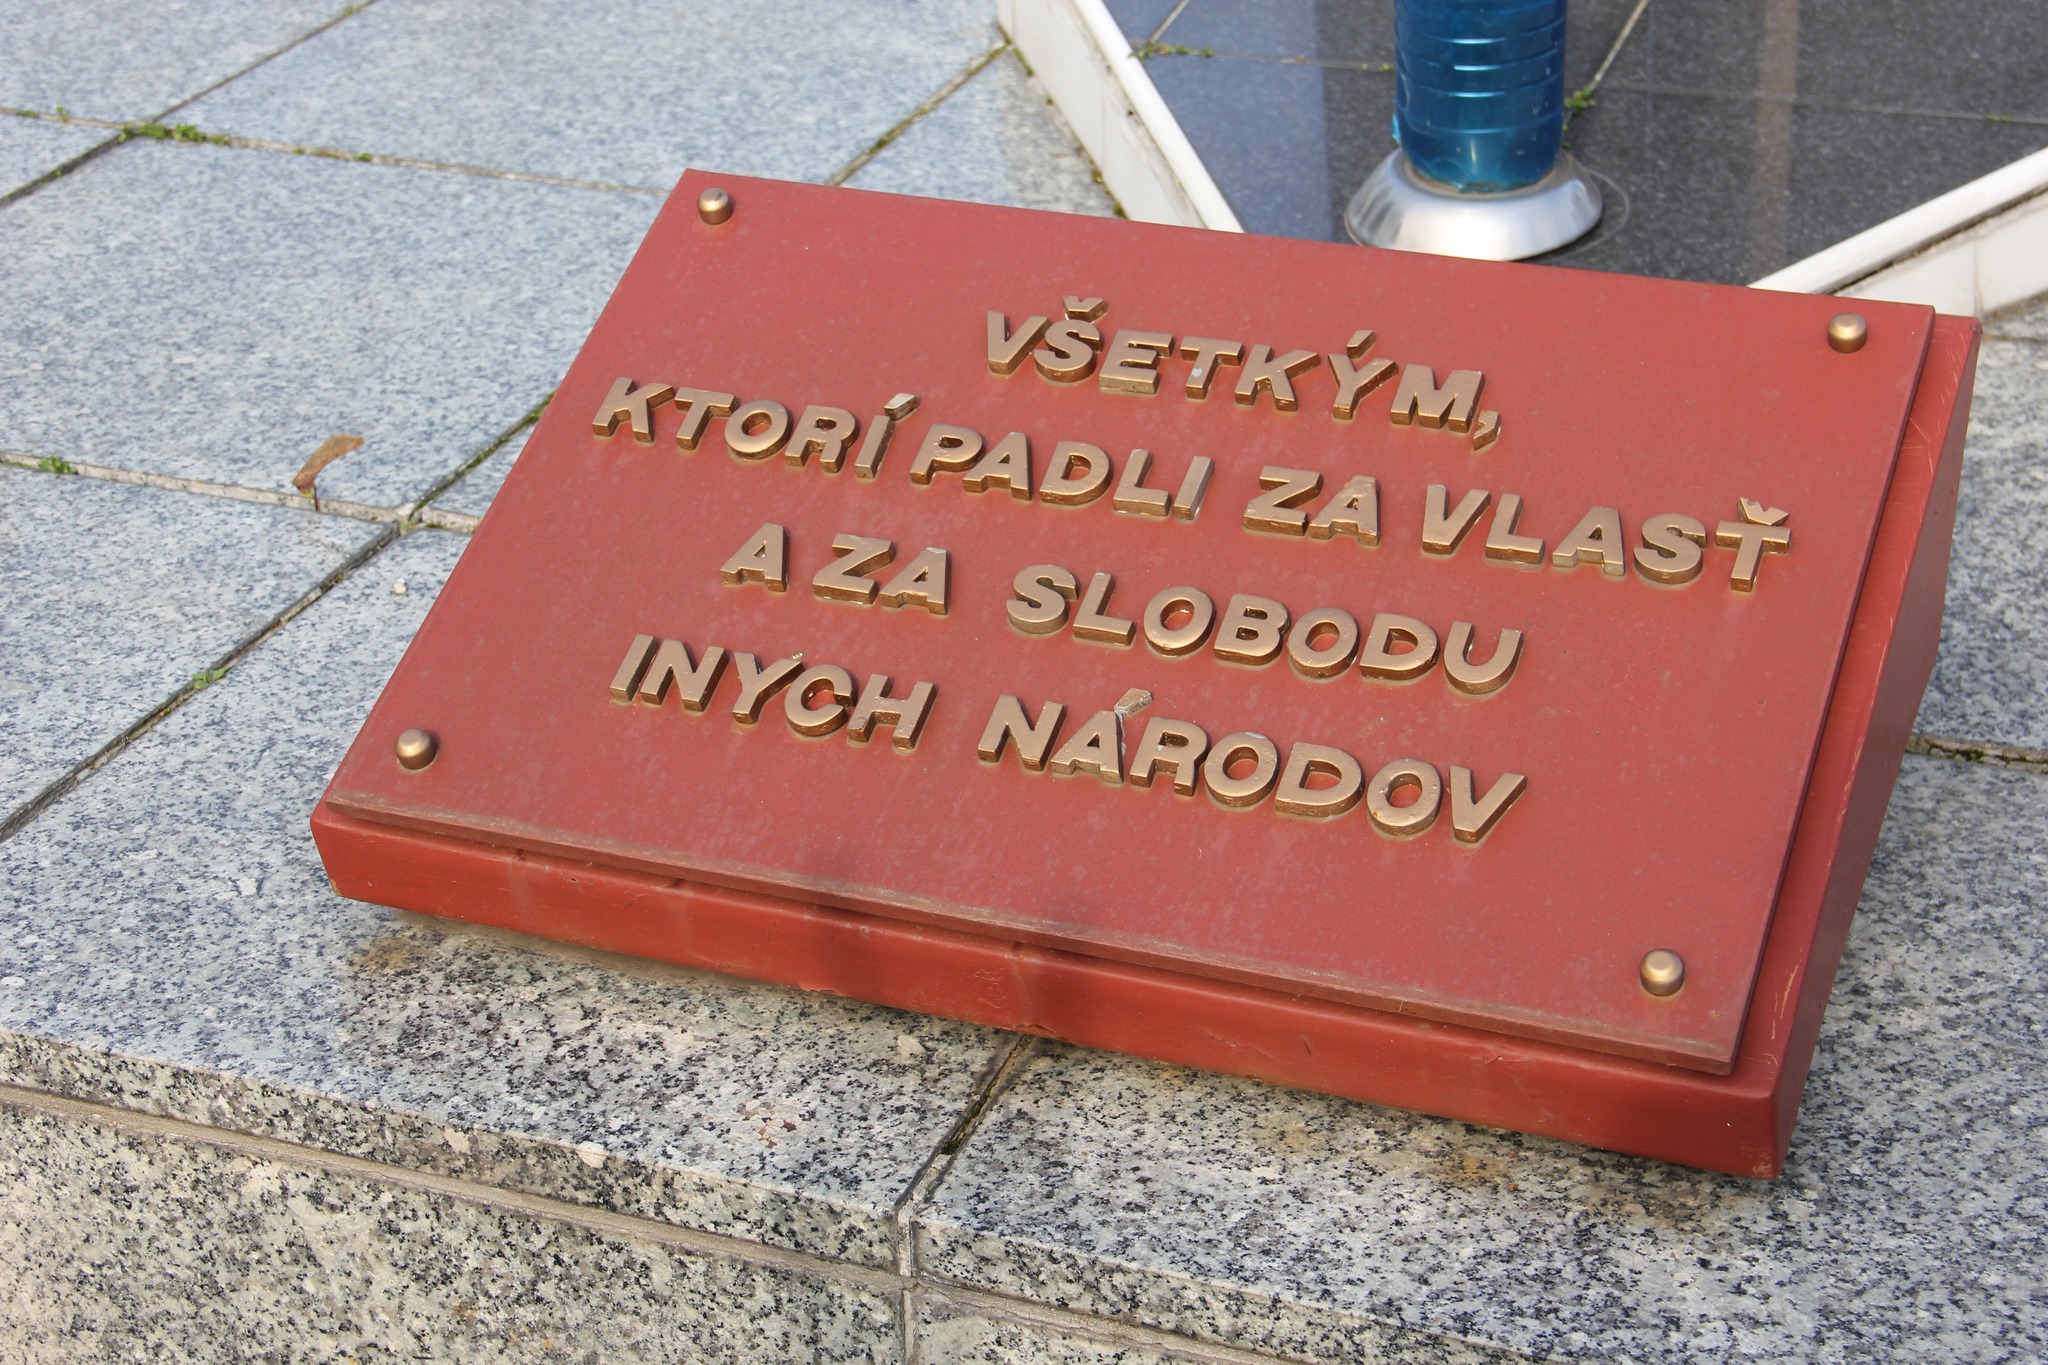 VŠETKÝM,
KTORÍ PADLI ZA VLASŤ
A ZA SLOBODU
INÝCH NÁRODOV